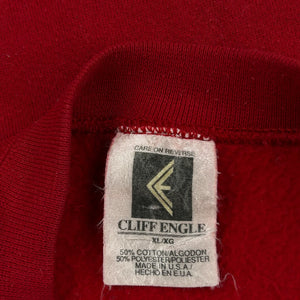 CARE ON REVERSE
CLIFF ENGLE
XL/XG
50% COTTON/ALGODON
50% POLYESTER/POLIESTER
MADE IN U.S.A/
HECHO EN E.U.A.